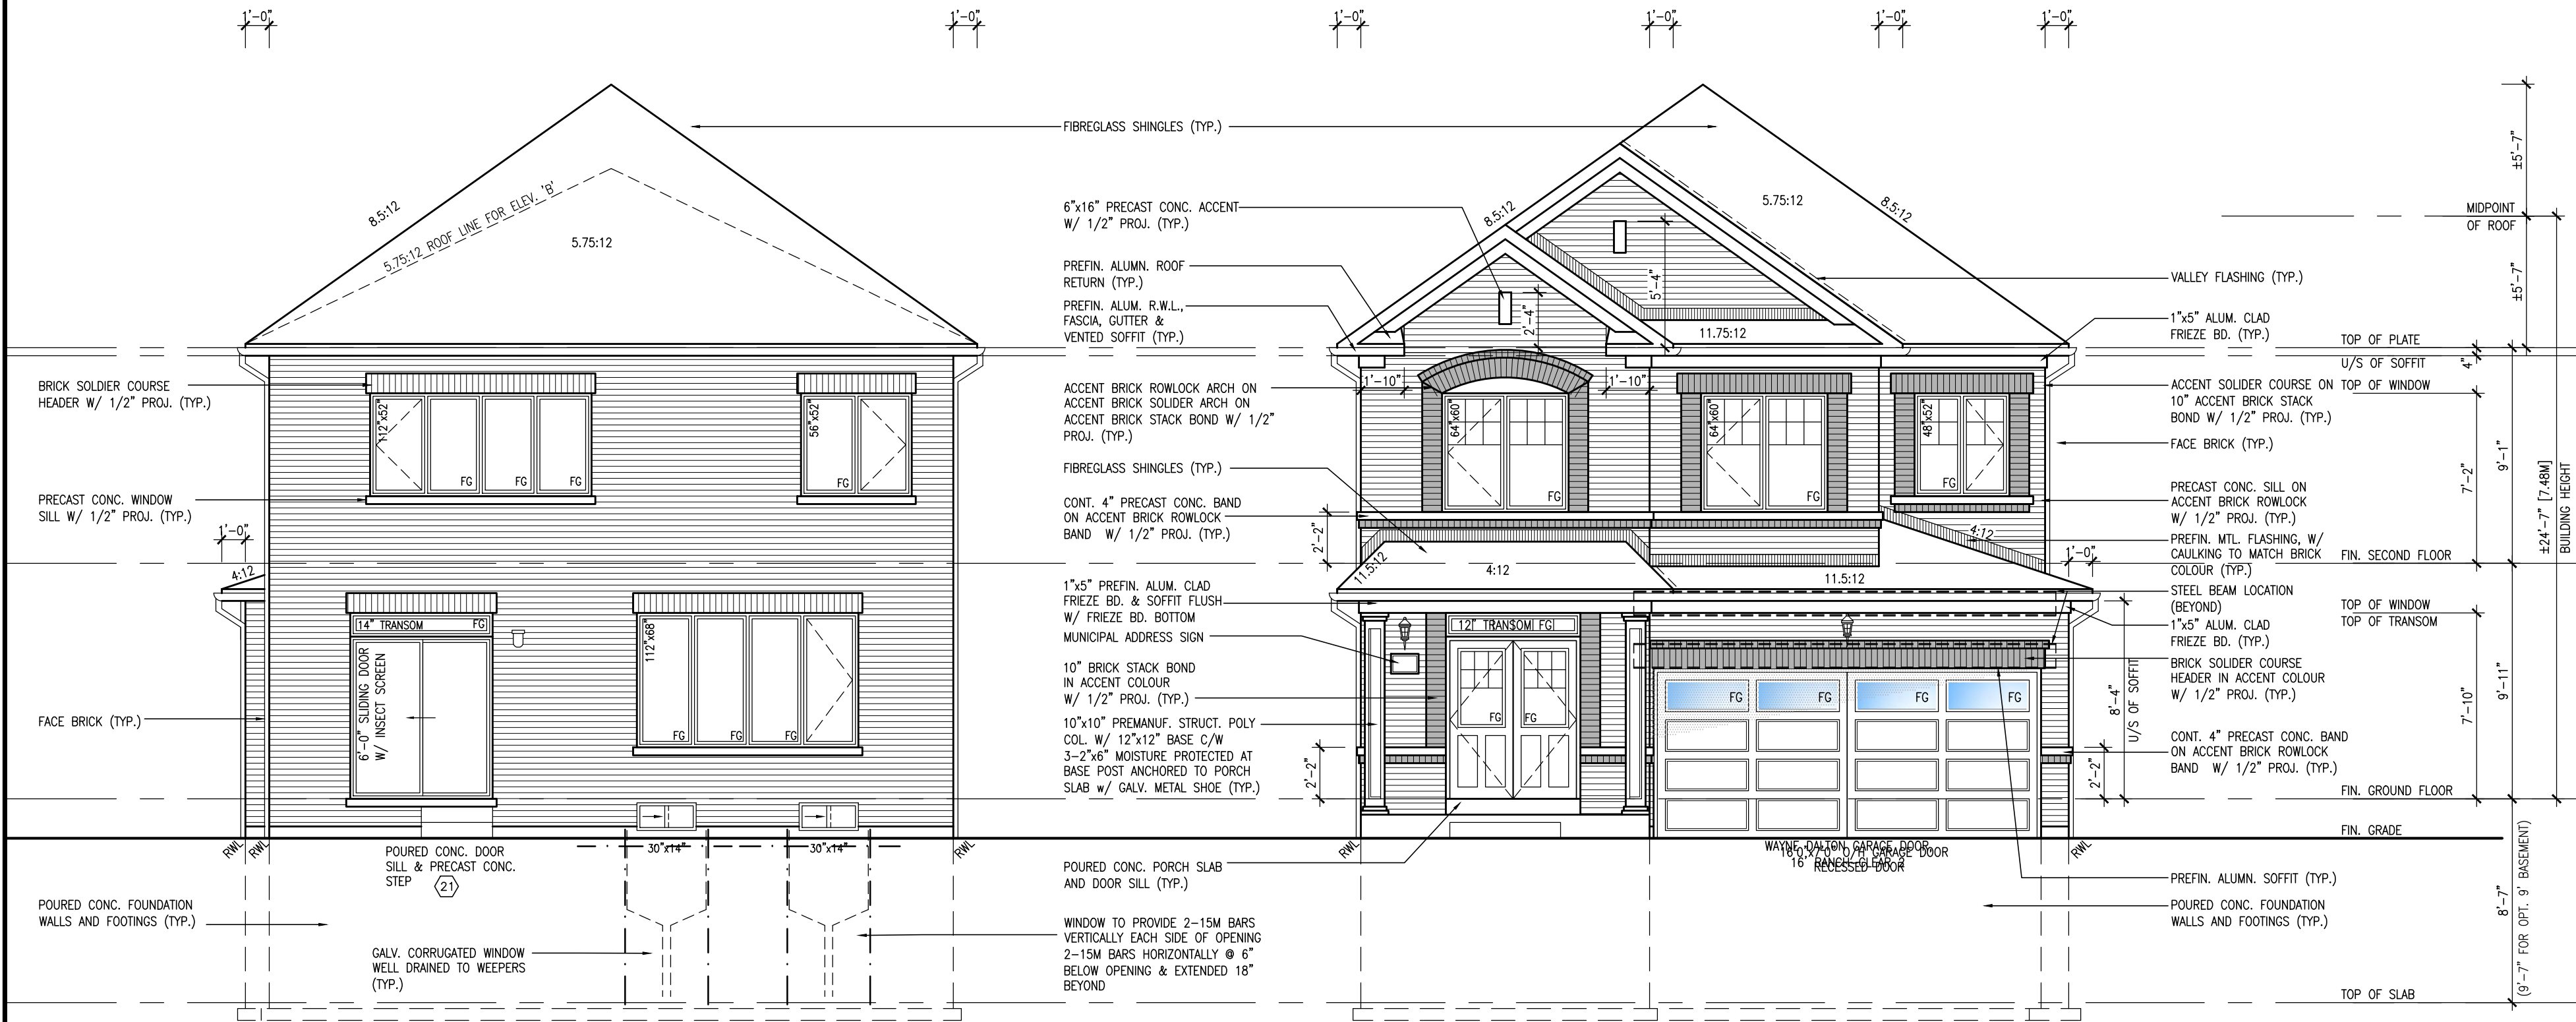 1'-0"
1'-0"
1'-0"
1'-0"
1'-0"
1'-0"
8.5:12
5.75:12 ROOF LINE FOR ELEV. 'B'
5.75:12
BRICK SOLDIER COURSE
HEADER W/ 1/2" PROJ. (TYP.)
PRECAST CONC. WINDOW
SILL W/ 1/2" PROJ. (TYP.)
1'-0"
4:12
FACE BRICK (TYP.)
POURED CONC. FOUNDATION
WALLS AND FOOTINGS (TYP.)
112"x52"
FG
FG
FG
56"x52"
FG
14" TRANSOM
FG
6'-0" SLIDING DOOR
W/ INSECT SCREEN
112"x68"
FG
FG
FG
RWL
RWL
RWL
30"x14"
30"x14"
POURED CONC. DOOR
SILL & PRECAST CONC.
STEP
21
GALV. CORRUGATED WINDOW
WELL DRAINED TO WEEPERS
(TYP.)
FIBREGLASS SHINGLES (TYP.)
6"x16" PRECAST CONC. ACCENT
W/ 1/2" PROJ. (TYP.)
PREFIN. ALUMN. ROOF
RETURN (TYP.)
PREFIN. ALUM. R.W.L.,
FASCIA, GUTTER &
VENTED SOFFIT (TYP.)
ACCENT BRICK ROWLOCK ARCH ON
ACCENT BRICK SOLIDER ARCH ON
ACCENT BRICK STACK BOND W/ 1/2"
PROJ. (TYP.)
FIBREGLASS SHINGLES (TYP.)
CONT. 4" PRECAST CONC. BAND
ON ACCENT BRICK ROWLOCK
BAND W/ 1/2" PROJ. (TYP.)
1"x5" PREFIN. ALUM. CLAD
FRIEZE BD. & SOFFIT FLUSH
W/ FRIEZE BD. BOTTOM
MUNICIPAL ADDRESS SIGN
10" BRICK STACK BOND
IN ACCENT COLOUR
W/ 1/2" PROJ. (TYP.)
10"x10" PREMANUF. STRUCT. POLY
COL. W/ 12"x12" BASE C/W
3-2"x6" MOISTURE PROTECTED AT
BASE POST ANCHORED TO PORCH
SLAB w/ GALV. METAL SHOE (TYP.)
POURED CONC. PORCH SLAB
AND DOOR SILL (TYP.)
WINDOW TO PROVIDE 2-15M BARS
VERTICALLY EACH SIDE OF OPENING
2-15M BARS HORIZONTALLY @ 6"
BELOW OPENING & EXTENDED 18"
BEYOND
8.5:12
5.75:12
8.5:12
5'-4"
2'-4"
11.75:12
1'-10"
1'-10"
64"x60"
FG
64"x60"
FG
48"x52"
FG
2'-2"
11.5:12
4:12
4:12
11.5:12
1'-0"
12" TRANSOM FG
FG
FG
FG
FG
FG
FG
2'-2"
2'-2"
8'-4"
U/S OF SOFFIT
RWL
RWL
WAYNE DALTON GARAGE DOOR
16'0"x7'0" O/H GARAGE DOOR
16' RANCH CLEAR 2
RECESSED DOOR
VALLEY FLASHING (TYP.)
1"x5" ALUM. CLAD
FRIEZE BD. (TYP.)
ACCENT SOLIDER COURSE ON
10" ACCENT BRICK STACK
BOND W/ 1/2" PROJ. (TYP.)
FACE BRICK (TYP.)
PRECAST CONC. SILL ON
ACCENT BRICK ROWLOCK
W/ 1/2" PROJ. (TYP.)
PREFIN. MTL. FLASHING, W/
CAULKING TO MATCH BRICK
COLOUR (TYP.)
STEEL BEAM LOCATION
(BEYOND)
1"x5" ALUM. CLAD
FRIEZE BD. (TYP.)
BRICK SOLIDER COURSE
HEADER IN ACCENT COLOUR
W/ 1/2" PROJ. (TYP.)
CONT. 4" PRECAST CONC. BAND
ON ACCENT BRICK ROWLOCK
BAND W/ 1/2" PROJ. (TYP.)
PREFIN. ALUMN. SOFFIT (TYP.)
POURED CONC. FOUNDATION
WALLS AND FOOTINGS (TYP.)
MIDPOINT
OF ROOF
TOP OF PLATE
U/S OF SOFFIT
TOP OF WINDOW
FIN. SECOND FLOOR
TOP OF WINDOW
TOP OF TRANSOM
FIN. GROUND FLOOR
FIN. GRADE
TOP OF SLAB
±5'-7"
±5'-7"
4"
7'-2"
9'-1"
±24'-7" [7.48M]
BUILDING HEIGHT
7'-10"
9'-11"
8'-7"
(9'-7" FOR OPT. 9' BASEMENT)